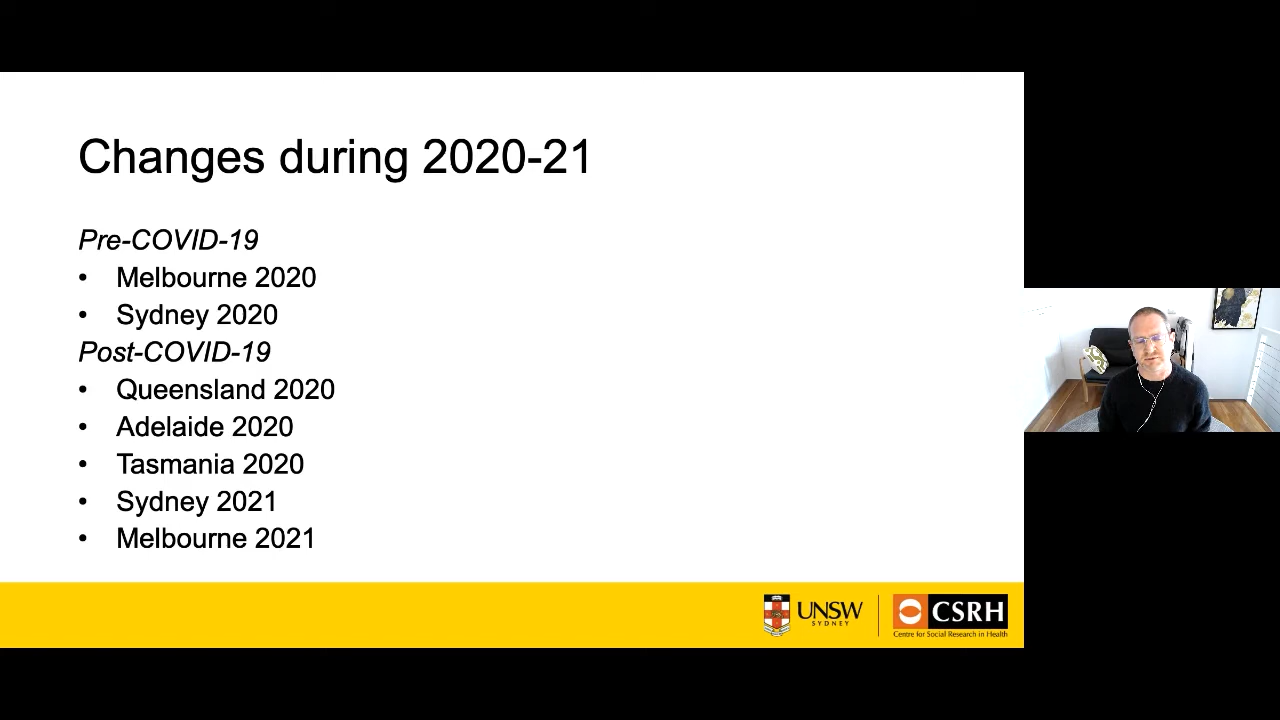 Changes during 2020-21
Pre-COVID-19
• Melbourne 2020
• Sydney 2020
Post-COVID-19
• Queensland 2020
• Adelaide 2020
• Tasmania 2020
• Sydney 2021
• Melbourne 2021
UNSW
SYDNEY
CSRH
Centre for Social Research in Health